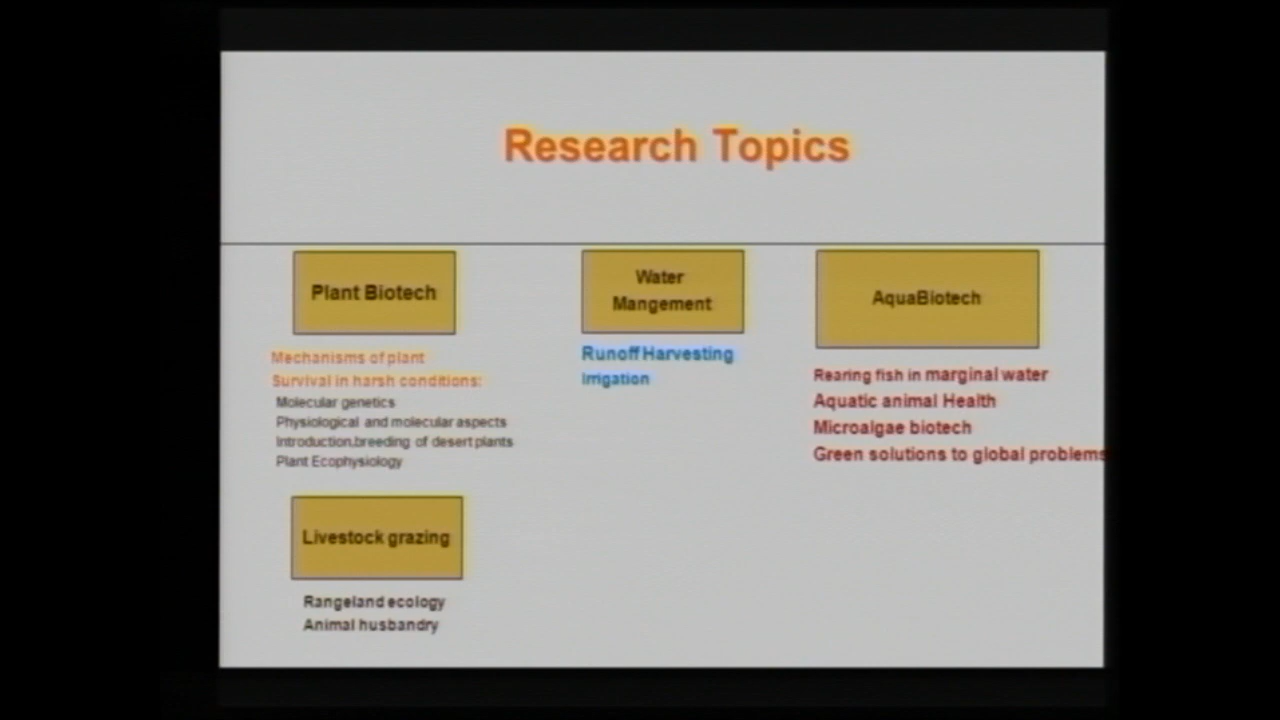 Research Topics
Plant Biotech
Mechanisms of plant
Survival in harsh conditions:
Molecular genetics
Physiological and molecular aspects
Introduction,breeding of desert plants
Plant Ecophysiology
Livestock grazing
Rangeland ecology
Animal husbandry
Water
Mangement
Runoff Harvesting
Irrigation
AquaBiotech
Rearing fish in marginal water
Aquatic animal Health
Microalgae biotech
Green solutions to global problems